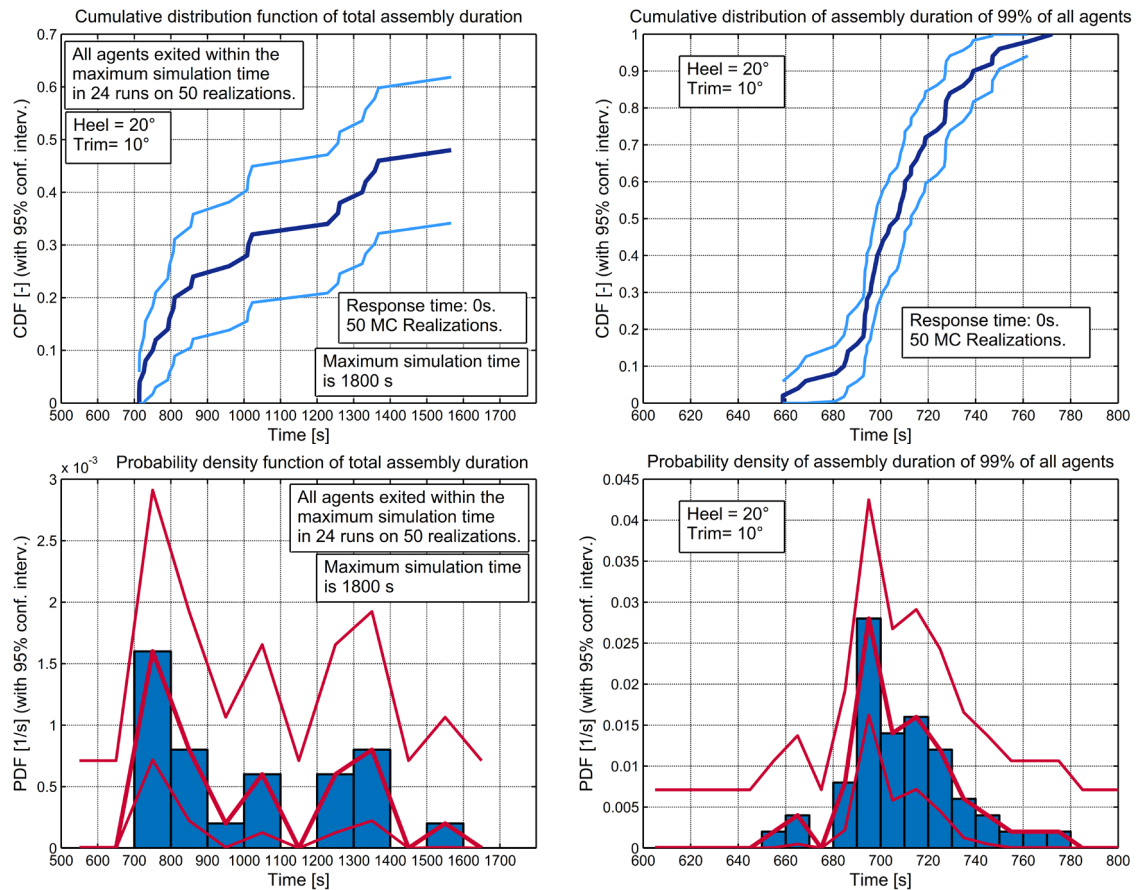 Cumulative distribution function of total assembly duration
0.7
0.6
0.5
0.4
0.3
0.2
0.1
0
CDF [-] (with 95% conf. interv.)
All agents exited within the
maximum simulation time
in 24 runs on 50 realizations.
Heel = 20°
Trim= 10°
Response time: 0s.
50 MC Realizations.
Maximum simulation time
is 1800 s
500 600 700 800 900 1000 1100 1200 1300 1400 1500 1600 1700
Time [s]
Cumulative distribution of assembly duration of 99% of all agents
1
0.9
0.8
0.7
0.6
0.5
0.4
0.3
0.2
0.1
0
CDF [-] (with 95% conf. interv.)
Heel = 20°
Trim= 10°
Response time: 0s.
50 MC Realizations.
600 620 640 660 680 700 720 740 760 780 800
Time [s]
Probability density function of total assembly duration
x 10⁻³
3
2.5
2
1.5
1
0.5
0
PDF [1/s] (with 95% conf. interv.)
All agents exited within the
maximum simulation time
in 24 runs on 50 realizations.
Maximum simulation time
is 1800 s
500 600 700 800 900 1000 1100 1200 1300 1400 1500 1600 1700
Time [s]
Probability density of assembly duration of 99% of all agents
0.045
0.04
0.035
0.03
0.025
0.02
0.015
0.01
0.005
0
PDF [1/s] (with 95% conf. interv.)
Heel = 20°
Trim= 10°
600 620 640 660 680 700 720 740 760 780 800
Time [s]